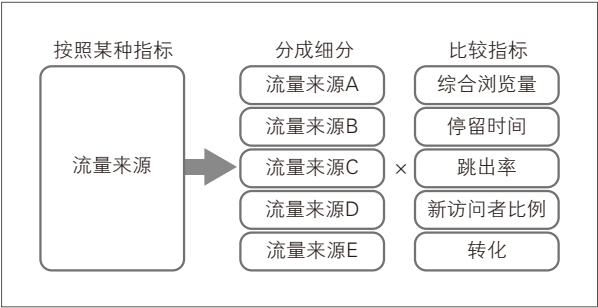 按照某种指标
分成细分
比较指标
流量来源
流量来源A
流量来源B
流量来源C
流量来源D
流量来源E
×
综合浏览量
停留时间
跳出率
新访问者比例
转化